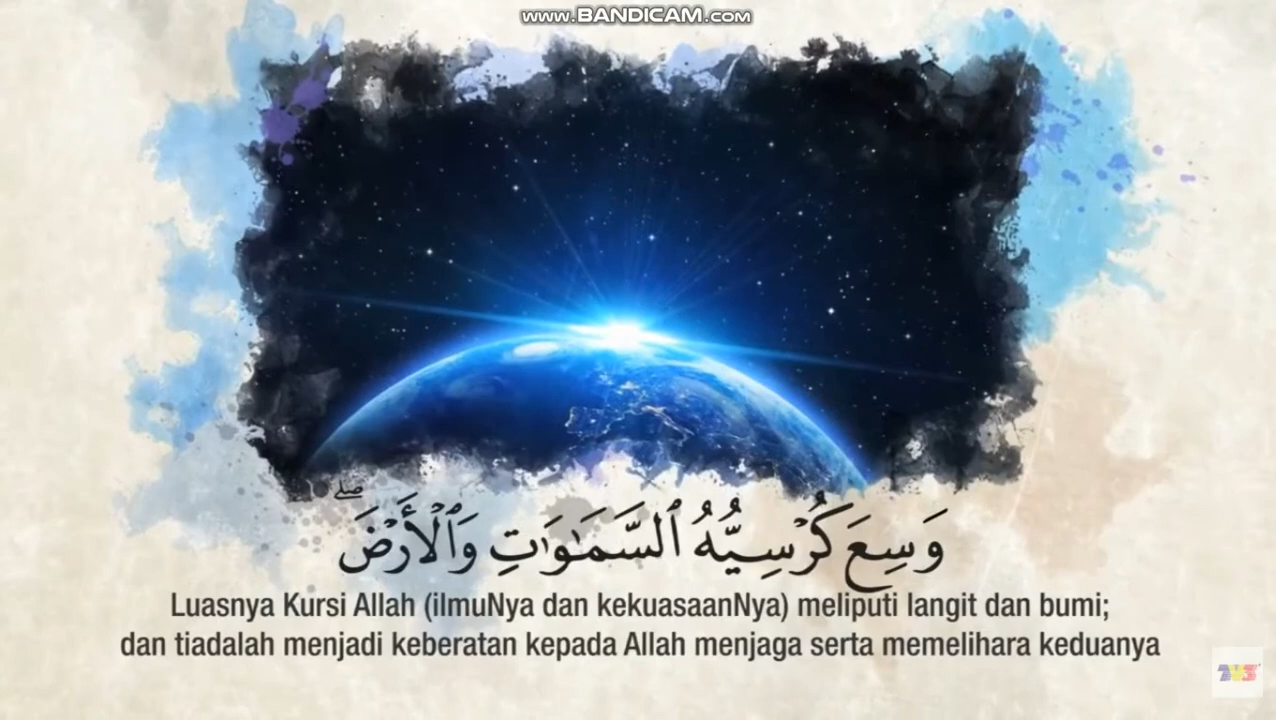 www.BANDICAM.com
وَسِعَ كُرْسِيُّهُ ٱلسَّمَـٰوَٰتِ وَٱلْأَرْضَ ۖ
Luasnya Kursi Allah (ilmuNya dan kekuasaanNya) meliputi langit dan bumi;
dan tiadalah menjadi keberatan kepada Allah menjaga serta memelihara keduanya
TV3